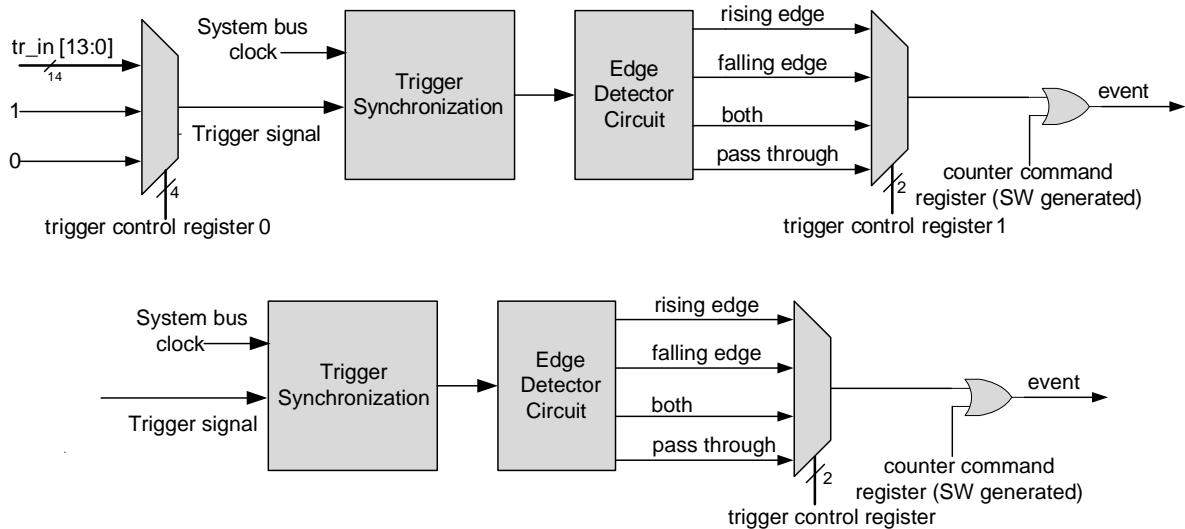 tr_in [13:0]
14
1
0
4
trigger control register 0
Trigger signal
System bus
clock
Trigger
Synchronization
Edge
Detector
Circuit
rising edge
falling edge
both
pass through
2
trigger control register 1
event
counter command
register (SW generated)
System bus
clock
Trigger signal
Trigger
Synchronization
Edge
Detector
Circuit
rising edge
falling edge
both
pass through
2
trigger control register
event
counter command
register (SW generated)